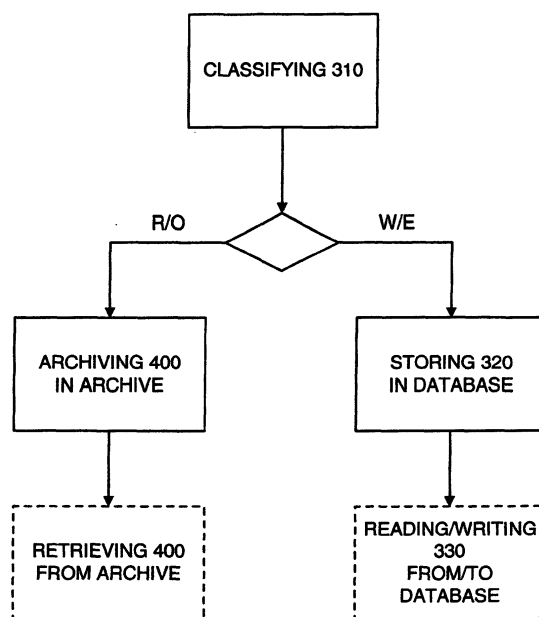 CLASSIFYING 310
R/O
W/E
ARCHIVING 400
IN ARCHIVE
STORING 320
IN DATABASE
RETRIEVING 400
FROM ARCHIVE
READING/WRITING
330
FROM/TO
DATABASE